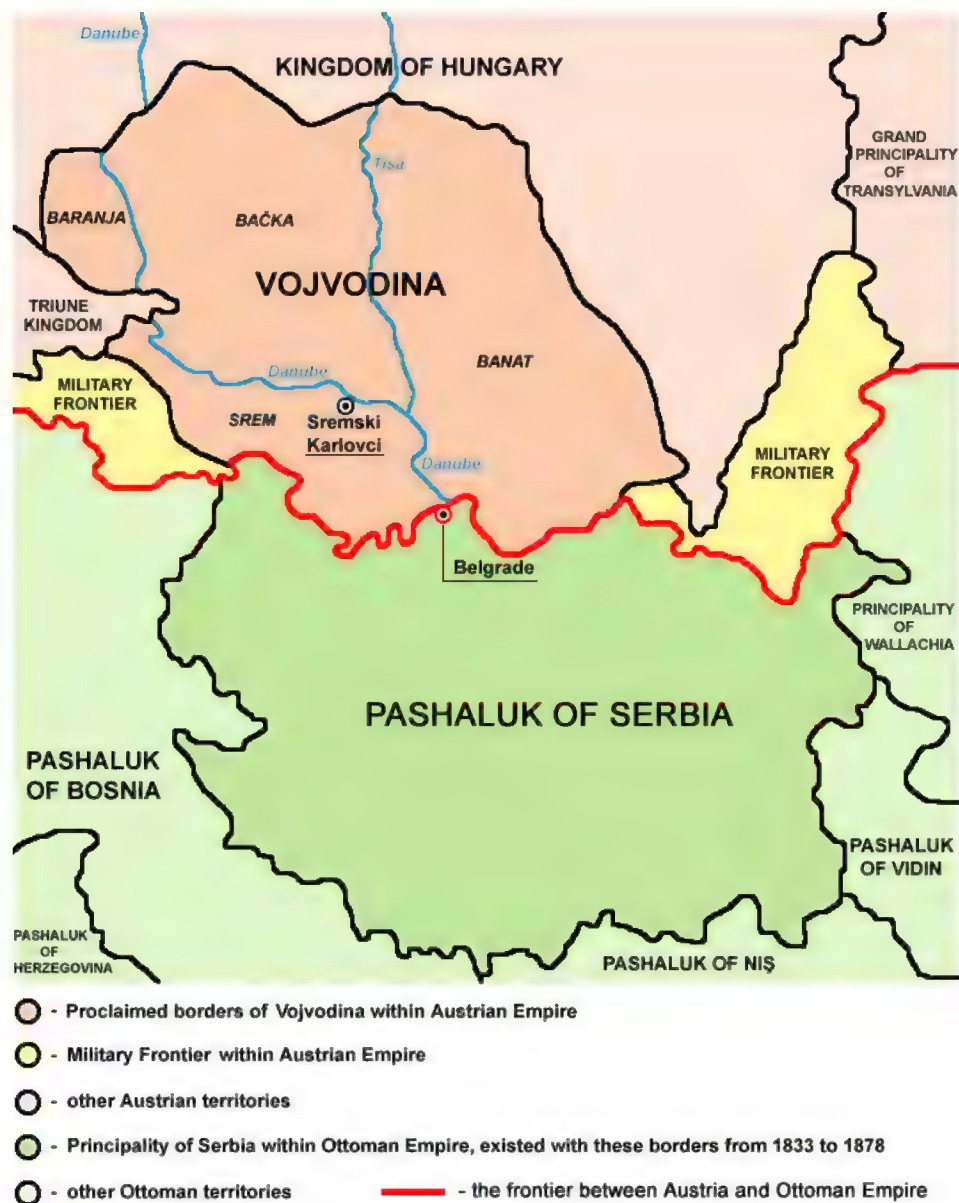 Danube
KINGDOM OF HUNGARY
GRAND
PRINCIPALITY
OF
TRANSYLVANIA
Tisa
BARANJA
BAČKA
VOJVODINA
TRIUNE
KINGDOM
BANAT
Danube
MILITARY
FRONTIER
SREM
Sremski
Karlovci
MILITARY
FRONTIER
Danube
Belgrade
PRINCIPALITY
OF
WALLACHIA
PASHALUK OF SERBIA
PASHALUK
OF BOSNIA
PASHALUK
OF VIDIN
PASHALUK
OF
HERZEGOVINA
PASHALUK OF NIŞ
- Proclaimed borders of Vojvodina within Austrian Empire
- Military Frontier within Austrian Empire
- other Austrian territories
- Principality of Serbia within Ottoman Empire, existed with these borders from 1833 to 1878
- other Ottoman territories
- the frontier between Austria and Ottoman Empire